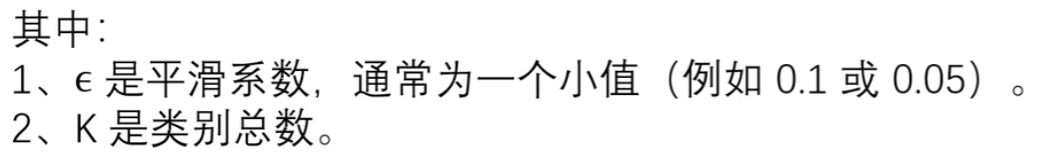 其中：
1、ϵ 是平滑系数，通常为一个小值（例如 0.1 或 0.05）。
2、K 是类别总数。